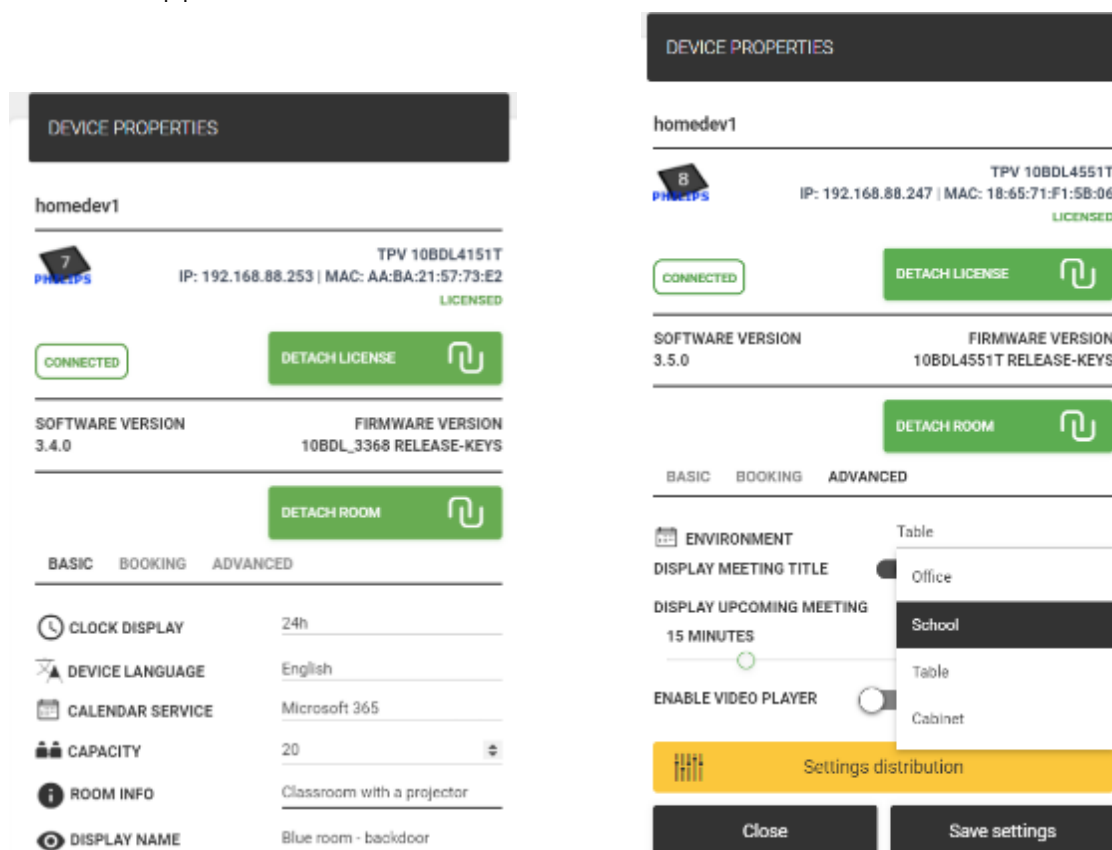 DEVICE PROPERTIES
homedev1
7
PHILIPS
TPV 10BDL4151T
IP: 192.168.88.253 | MAC: AA:BA:21:57:73:E2
LICENSED
CONNECTED
DETACH LICENSE
SOFTWARE VERSION
FIRMWARE VERSION
3.4.0
10BDL_3368 RELEASE-KEYS
DETACH ROOM
BASIC BOOKING ADVANCED
CLOCK DISPLAY 24h
DEVICE LANGUAGE English
CALENDAR SERVICE Microsoft 365
CAPACITY 20
ROOM INFO Classroom with a projector
DISPLAY NAME Blue room - backdoor
DEVICE PROPERTIES
homedev1
8
PHILIPS
TPV 10BDL4551T
IP: 192.168.88.247 | MAC: 18:65:71:F1:5B:06
LICENSED
CONNECTED
DETACH LICENSE
SOFTWARE VERSION
FIRMWARE VERSION
3.5.0
10BDL4551T RELEASE-KEYS
DETACH ROOM
BASIC BOOKING ADVANCED
ENVIRONMENT Table
DISPLAY MEETING TITLE
Office
DISPLAY UPCOMING MEETING
School
15 MINUTES
Table
ENABLE VIDEO PLAYER
Cabinet
Settings distribution
Close Save settings